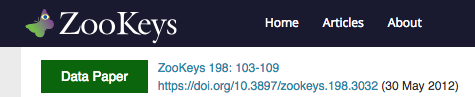 ZooKeys Home Articles About
Data Paper ZooKeys 198: 103-109
https://doi.org/10.3897/zookeys.198.3032 (30 May 2012)